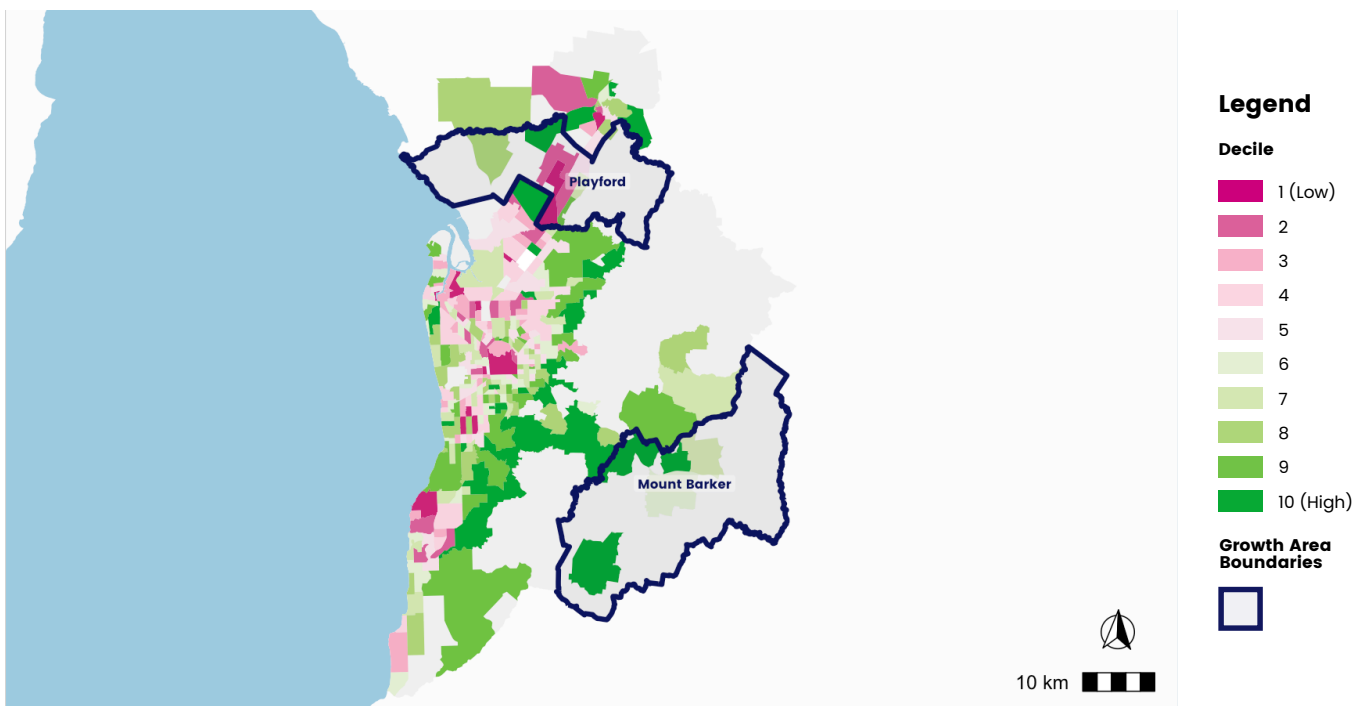 Playford
Mount Barker
10 km
Legend
Decile
1 (Low)
2
3
4
5
6
7
8
9
10 (High)
Growth Area
Boundaries